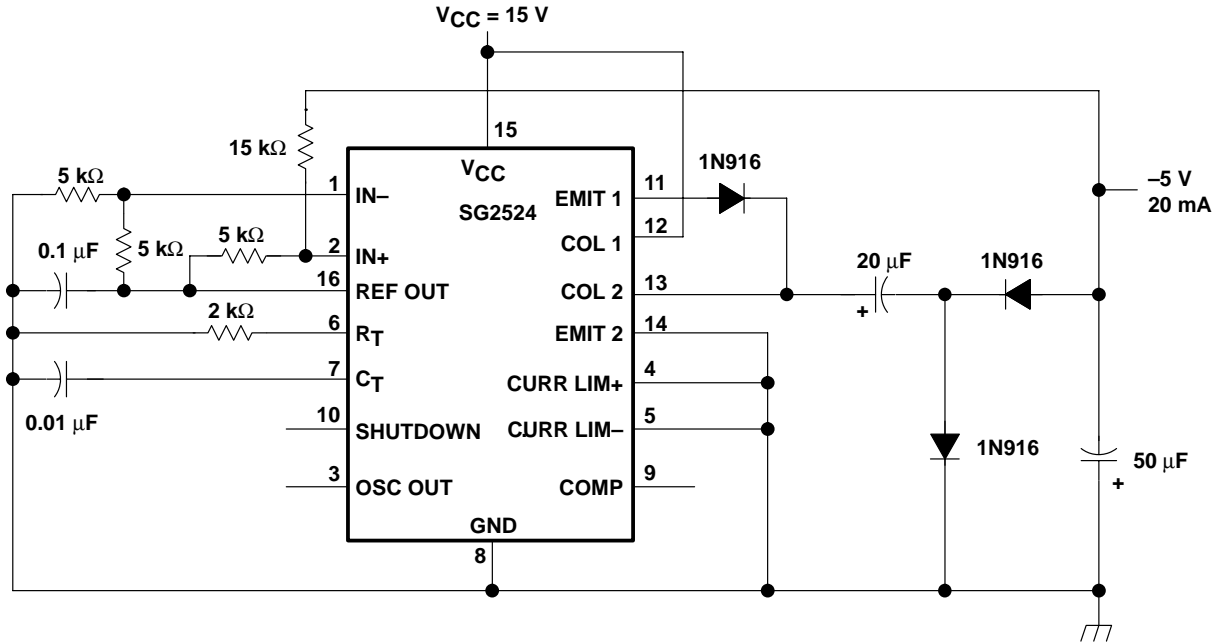 VCC = 15 V
15 kΩ
15
VCC
SG2524
5 kΩ
1
IN–
5 kΩ
0.1 µF
5 kΩ
2
IN+
16
REF OUT
2 kΩ
6
RT
7
CT
0.01 µF
10
SHUTDOWN
3
OSC OUT
GND
8
EMIT 1
11
1N916
COL 1
12
COL 2
13
EMIT 2
14
CURR LIM+
4
CURR LIM–
5
COMP
9
20 µF
+
1N916
–5 V
20 mA
1N916
50 µF
+